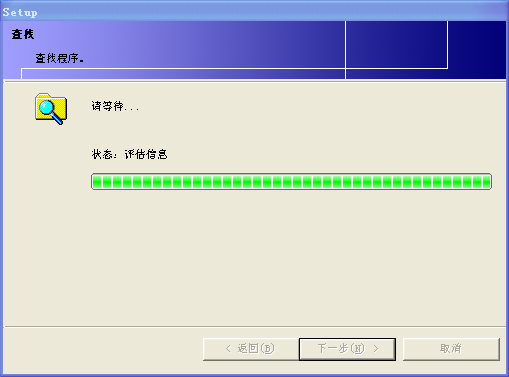 Setup
查找
查找程序。
请等待...
状态: 评估信息
< 返回(B)
下一步(N) >
取消